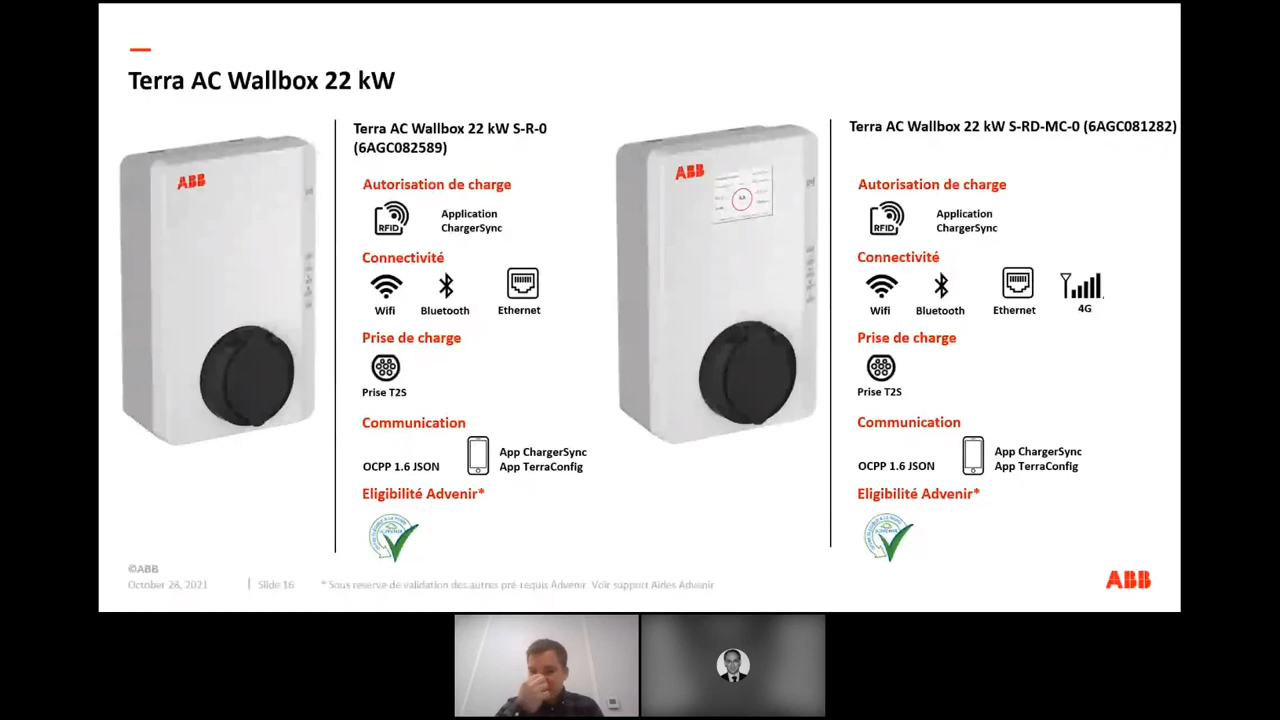 Terra AC Wallbox 22 kW
ABB
Terra AC Wallbox 22 kW S-R-0
(6AGC082589)
Autorisation de charge
RFID
Application
ChargerSync
Connectivité
Wifi
Bluetooth
Ethernet
Prise de charge
Prise T2S
Communication
OCPP 1.6 JSON
App ChargerSync
App TerraConfig
Eligibilité Advenir*
ABB
Terra AC Wallbox 22 kW S-RD-MC-0 (6AGC081282)
Autorisation de charge
RFID
Application
ChargerSync
Connectivité
Wifi
Bluetooth
Ethernet
4G
Prise de charge
Prise T2S
Communication
OCPP 1.6 JSON
App ChargerSync
App TerraConfig
Eligibilité Advenir*
©ABB
October 28, 2021
Slide 16
* Sous reserve de validation des autres pré-requis Advenir. Voir support Aides Advenir
ABB